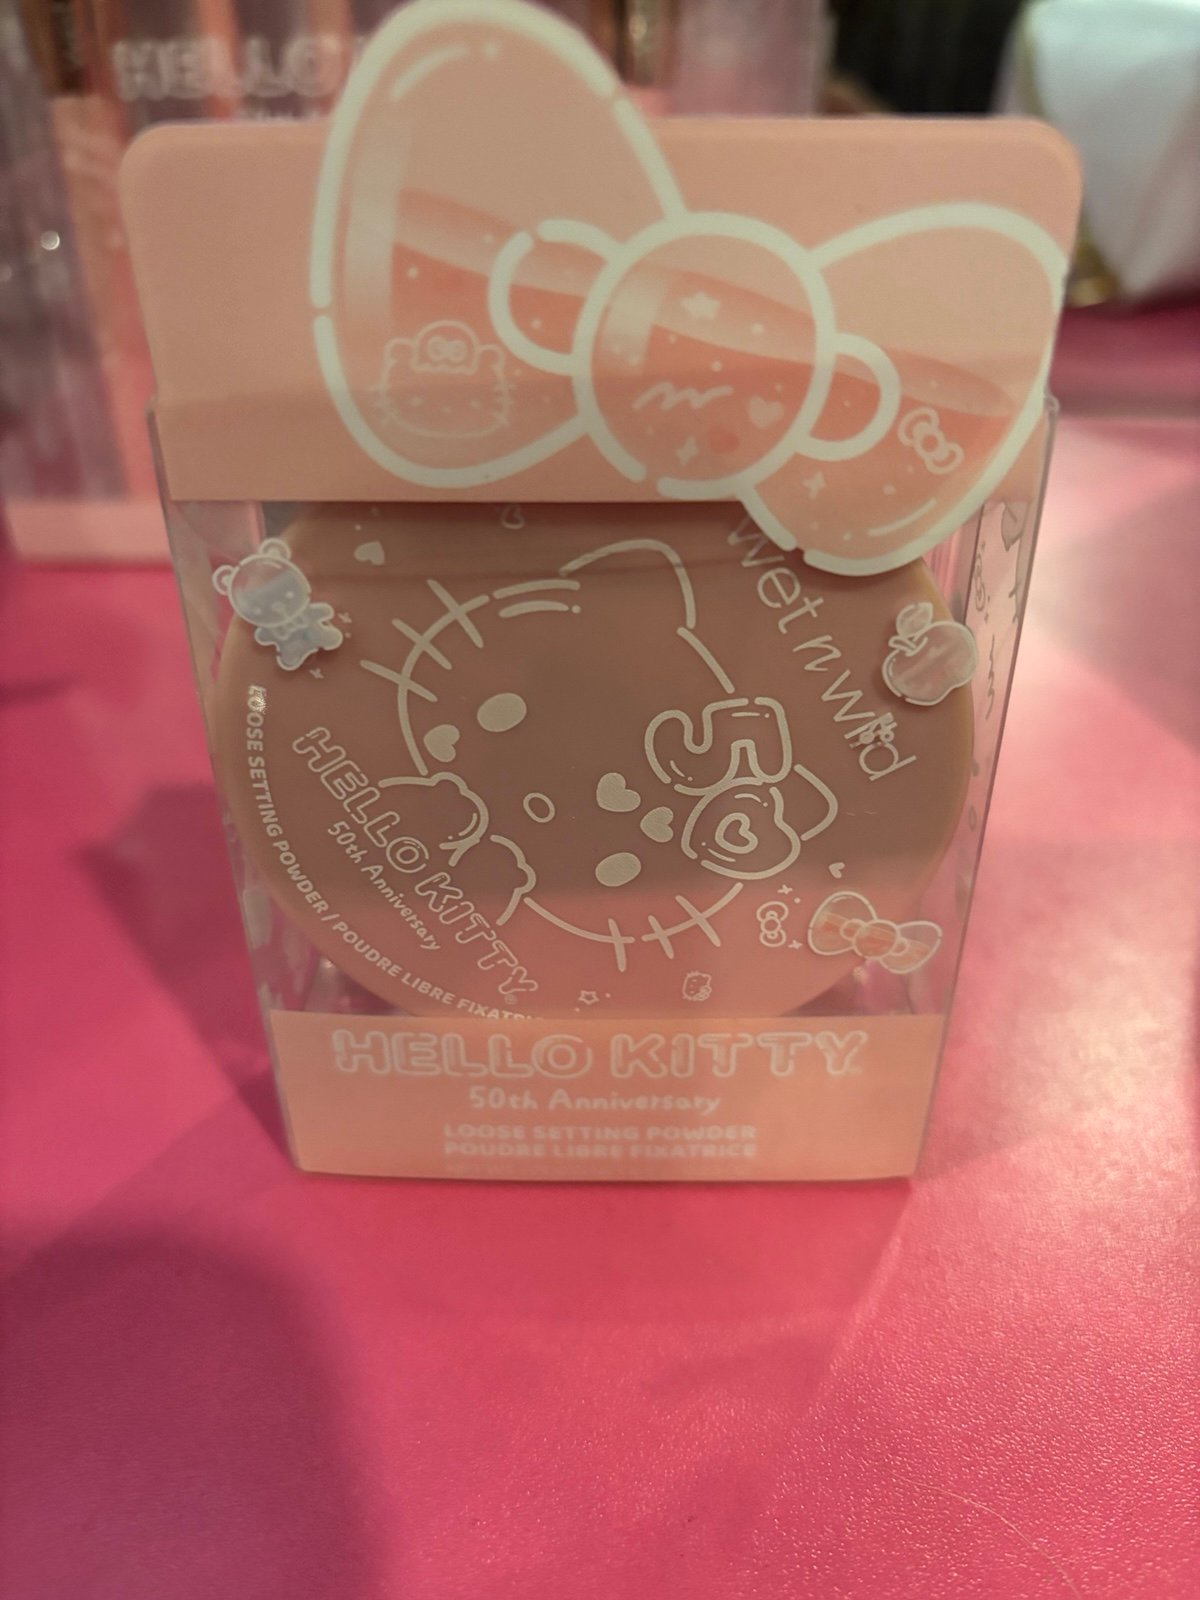 HELLO
wet n wild
50
HELLO KITTY®
50th Anniversary
LOOSE SETTING POWDER / POUDRE LIBRE FIXATRI
HELLO KITTY
50th Anniversary
LOOSE SETTING POWDER
POUDRE LIBRE FIXATRICE